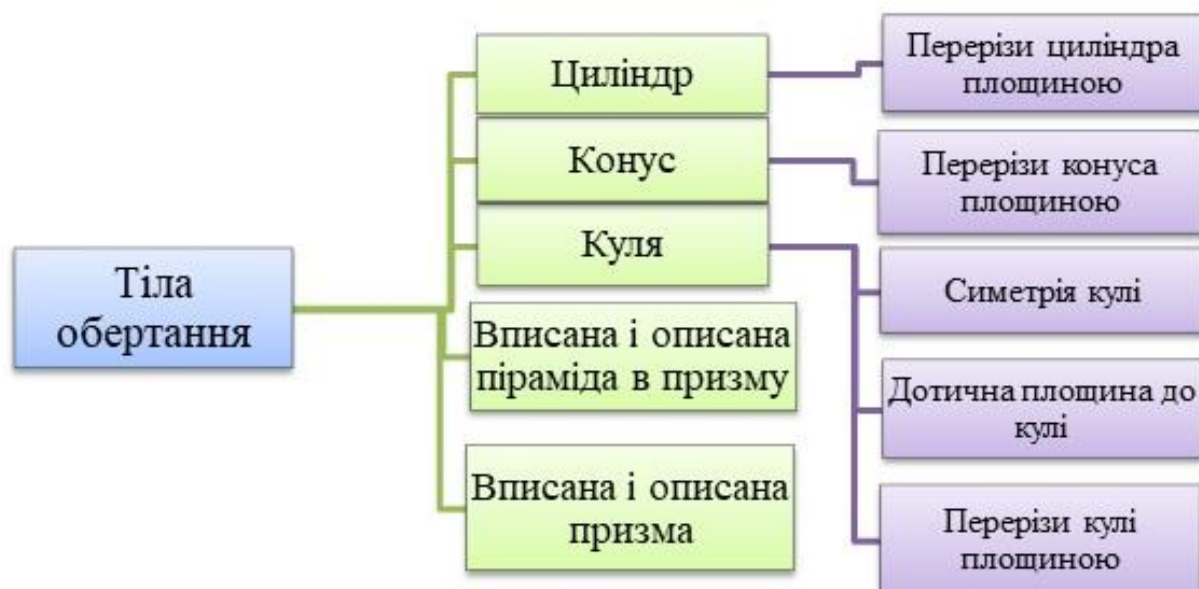 Тіла
обертання
Циліндр
Конус
Куля
Вписана і описана
піраміда в призму
Вписана і описана
призма
Перерізи циліндра
площиною
Перерізи конуса
площиною
Симетрія кулі
Дотична площина до
кулі
Перерізи кулі
площиною